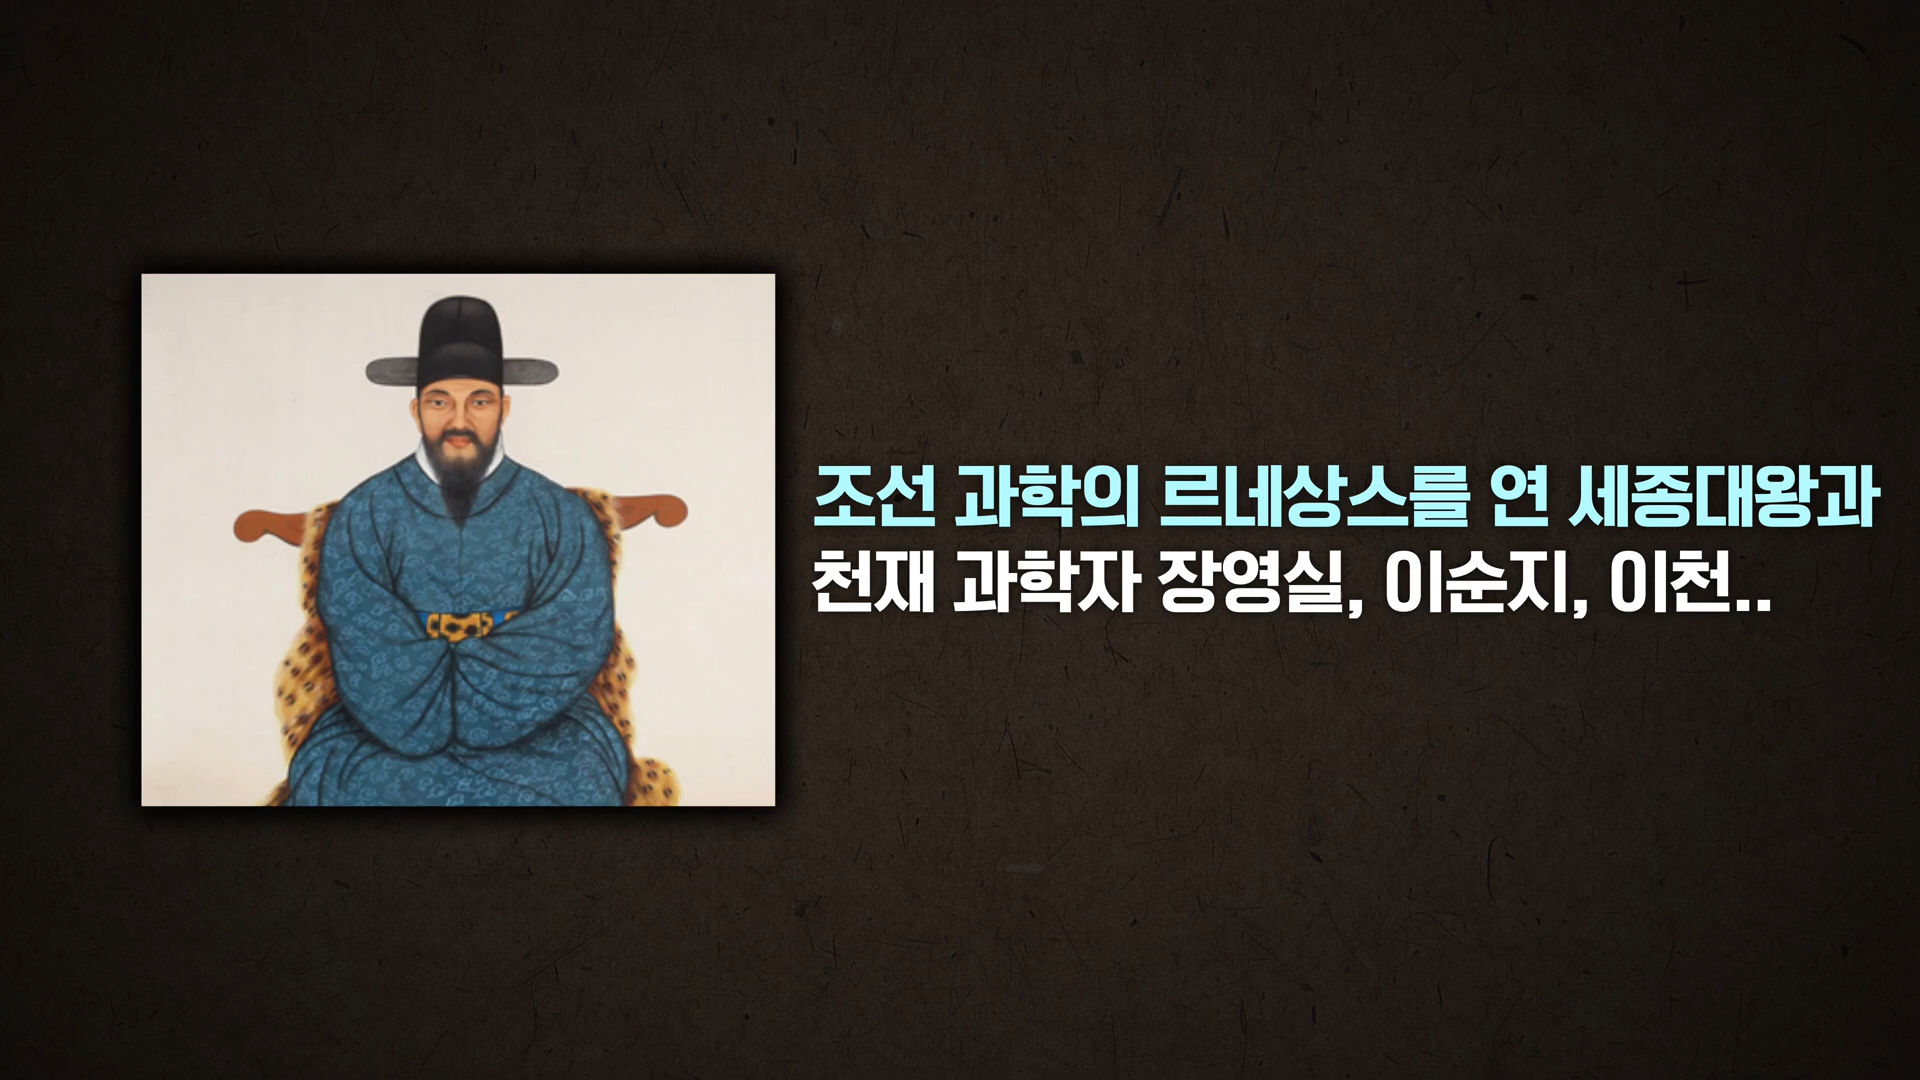 조선 과학의 르네상스를 연 세종대왕과
천재 과학자 장영실, 이순지, 이천..